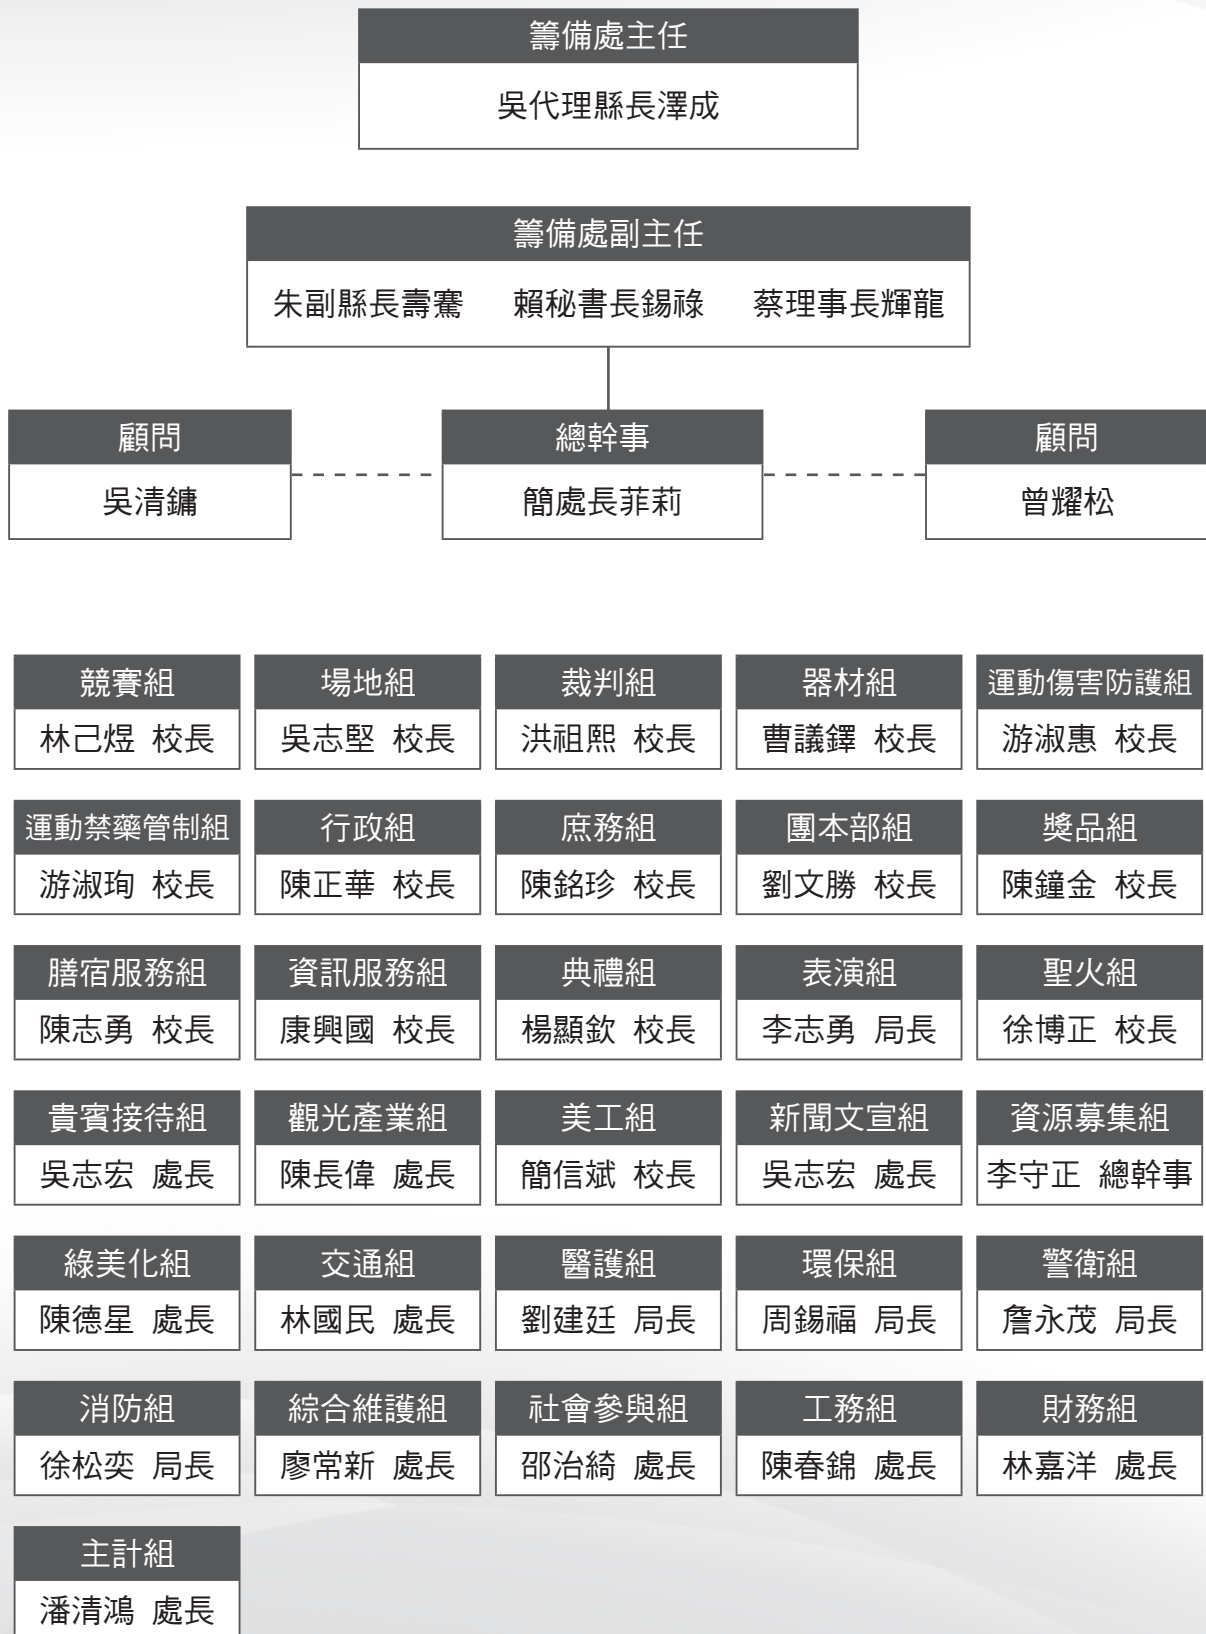 籌備處主任
吳代理縣長澤成
籌備處副主任
朱副縣長壽騫 賴秘書長錫祿 蔡理事長輝龍
顧問 總幹事 顧問
吳清鏞 簡處長菲莉 曾耀松
競賽組 場地組 裁判組 器材組 運動傷害防護組
林己煜 校長 吳志堅 校長 洪祖熙 校長 曹議鐸 校長 游淑惠 校長
運動禁藥管制組 行政組 庶務組 團本部組 獎品組
游淑珣 校長 陳正華 校長 陳銘珍 校長 劉文勝 校長 陳鐘金 校長
膳宿服務組 資訊服務組 典禮組 表演組 聖火組
陳志勇 校長 康興國 校長 楊顯欽 校長 李志勇 局長 徐博正 校長
貴賓接待組 觀光產業組 美工組 新聞文宣組 資源募集組
吳志宏 處長 陳長偉 處長 簡信斌 校長 吳志宏 處長 李守正 總幹事
綠美化組 交通組 醫護組 環保組 警衛組
陳德星 處長 林國民 處長 劉建廷 局長 周錫福 局長 詹永茂 局長
消防組 綜合維護組 社會參與組 工務組 財務組
徐松奕 局長 廖常新 處長 邵治綺 處長 陳春錦 處長 林嘉洋 處長
主計組
潘清鴻 處長